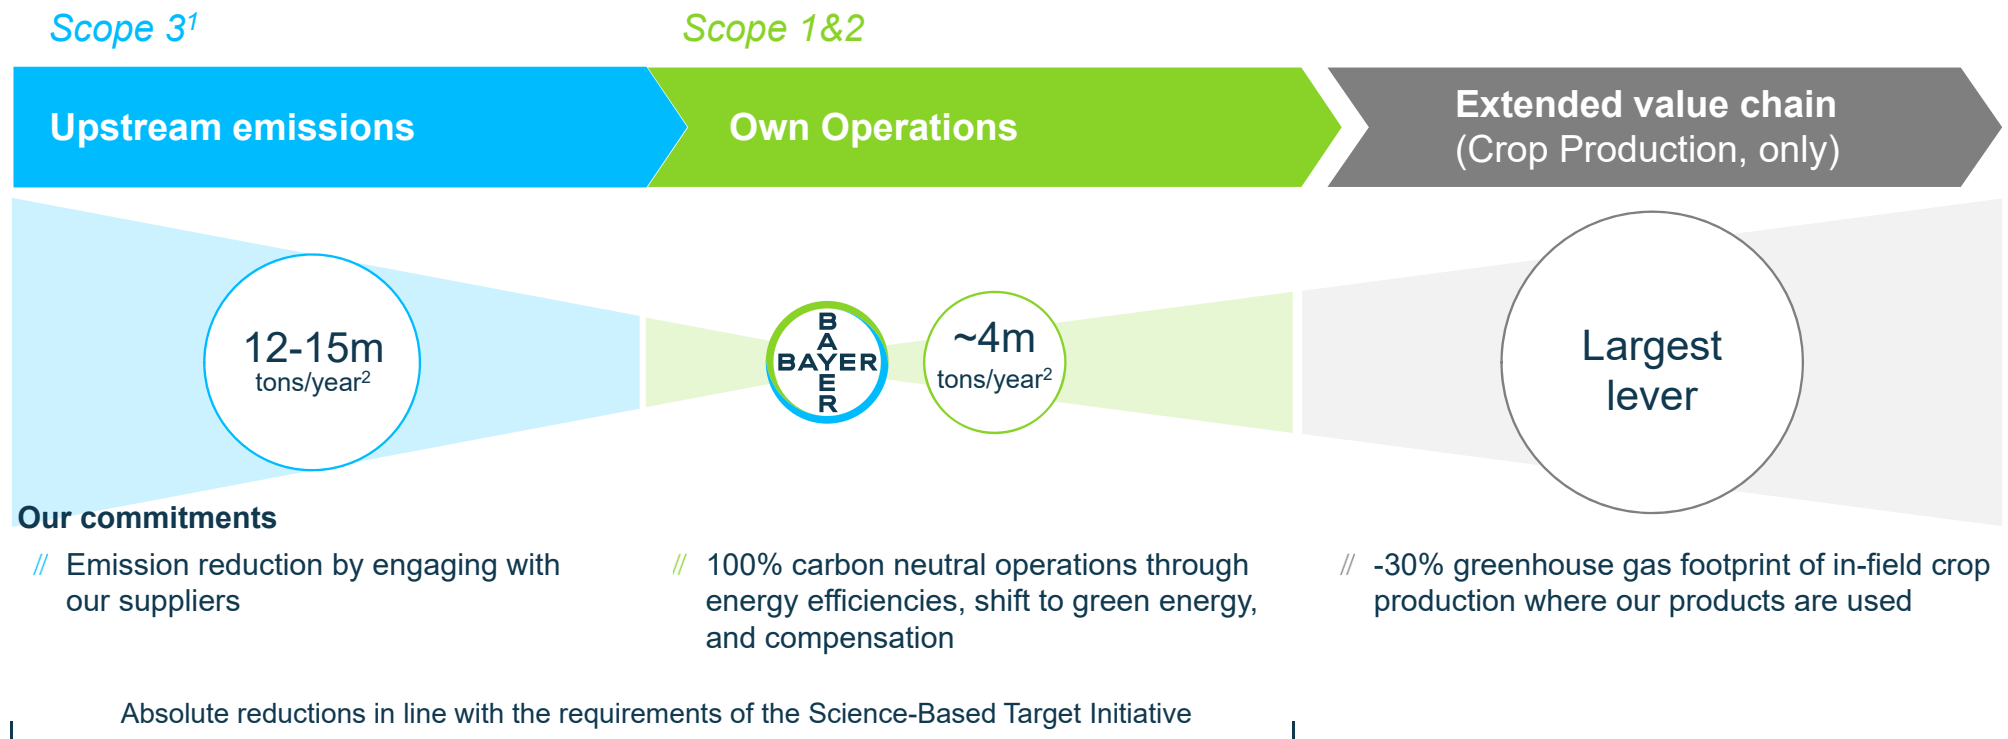 Scope 3¹
Scope 1&2
Upstream emissions
Own Operations
Extended value chain
(Crop Production, only)
12-15m
tons/year²
B
A
BAYER
E
R
~4m
tons/year²
Largest
lever
Our commitments
// Emission reduction by engaging with
our suppliers
// 100% carbon neutral operations through
energy efficiencies, shift to green energy,
and compensation
// -30% greenhouse gas footprint of in-field crop
production where our products are used
Absolute reductions in line with the requirements of the Science-Based Target Initiative